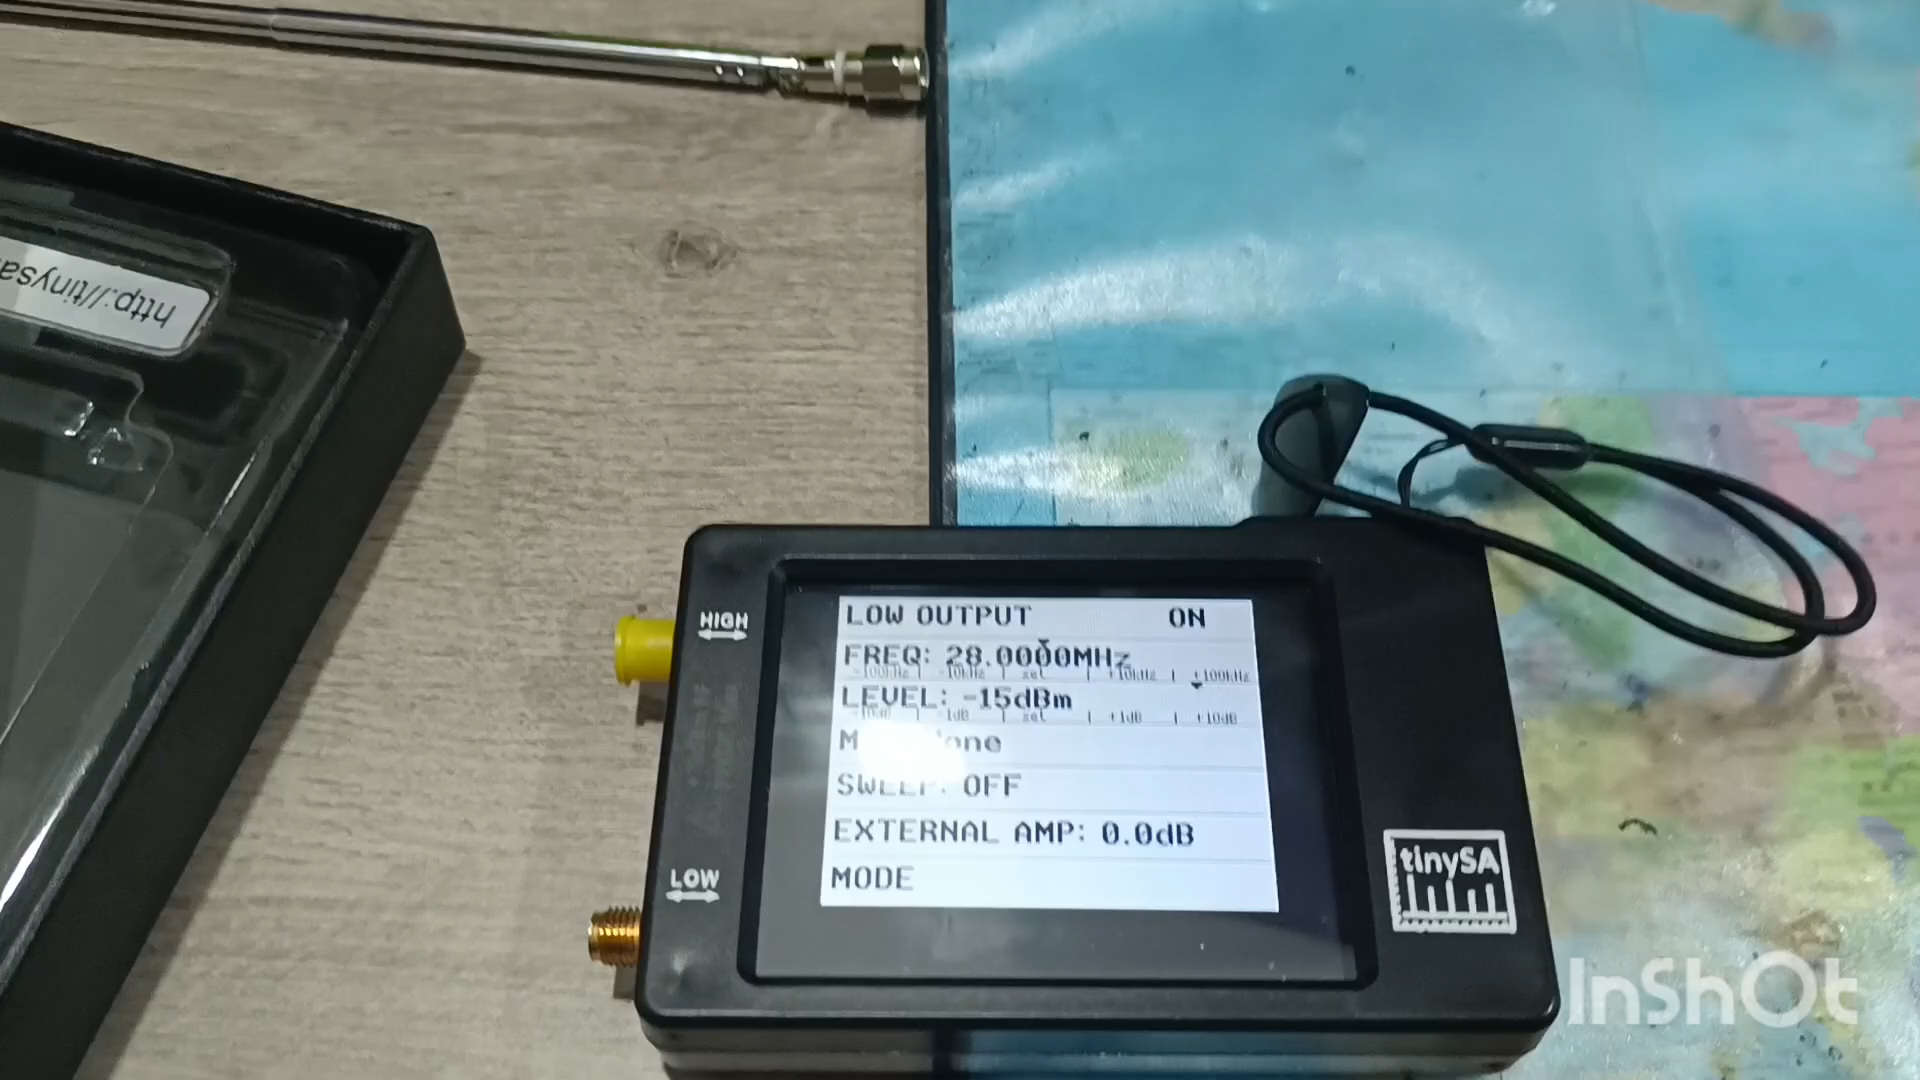 http://tinysa
HIGH
LOW OUTPUT ON
FREQ: 28.0000MHz
-100kHz | -10kHz | set | +10kHz | +100kHz
LEVEL: -15dBm
-10dB | -1dB | set | +1dB | +10dB
SWEEP: OFF
EXTERNAL AMP: 0.0dB
MODE
LOW
tinySA
InShOt